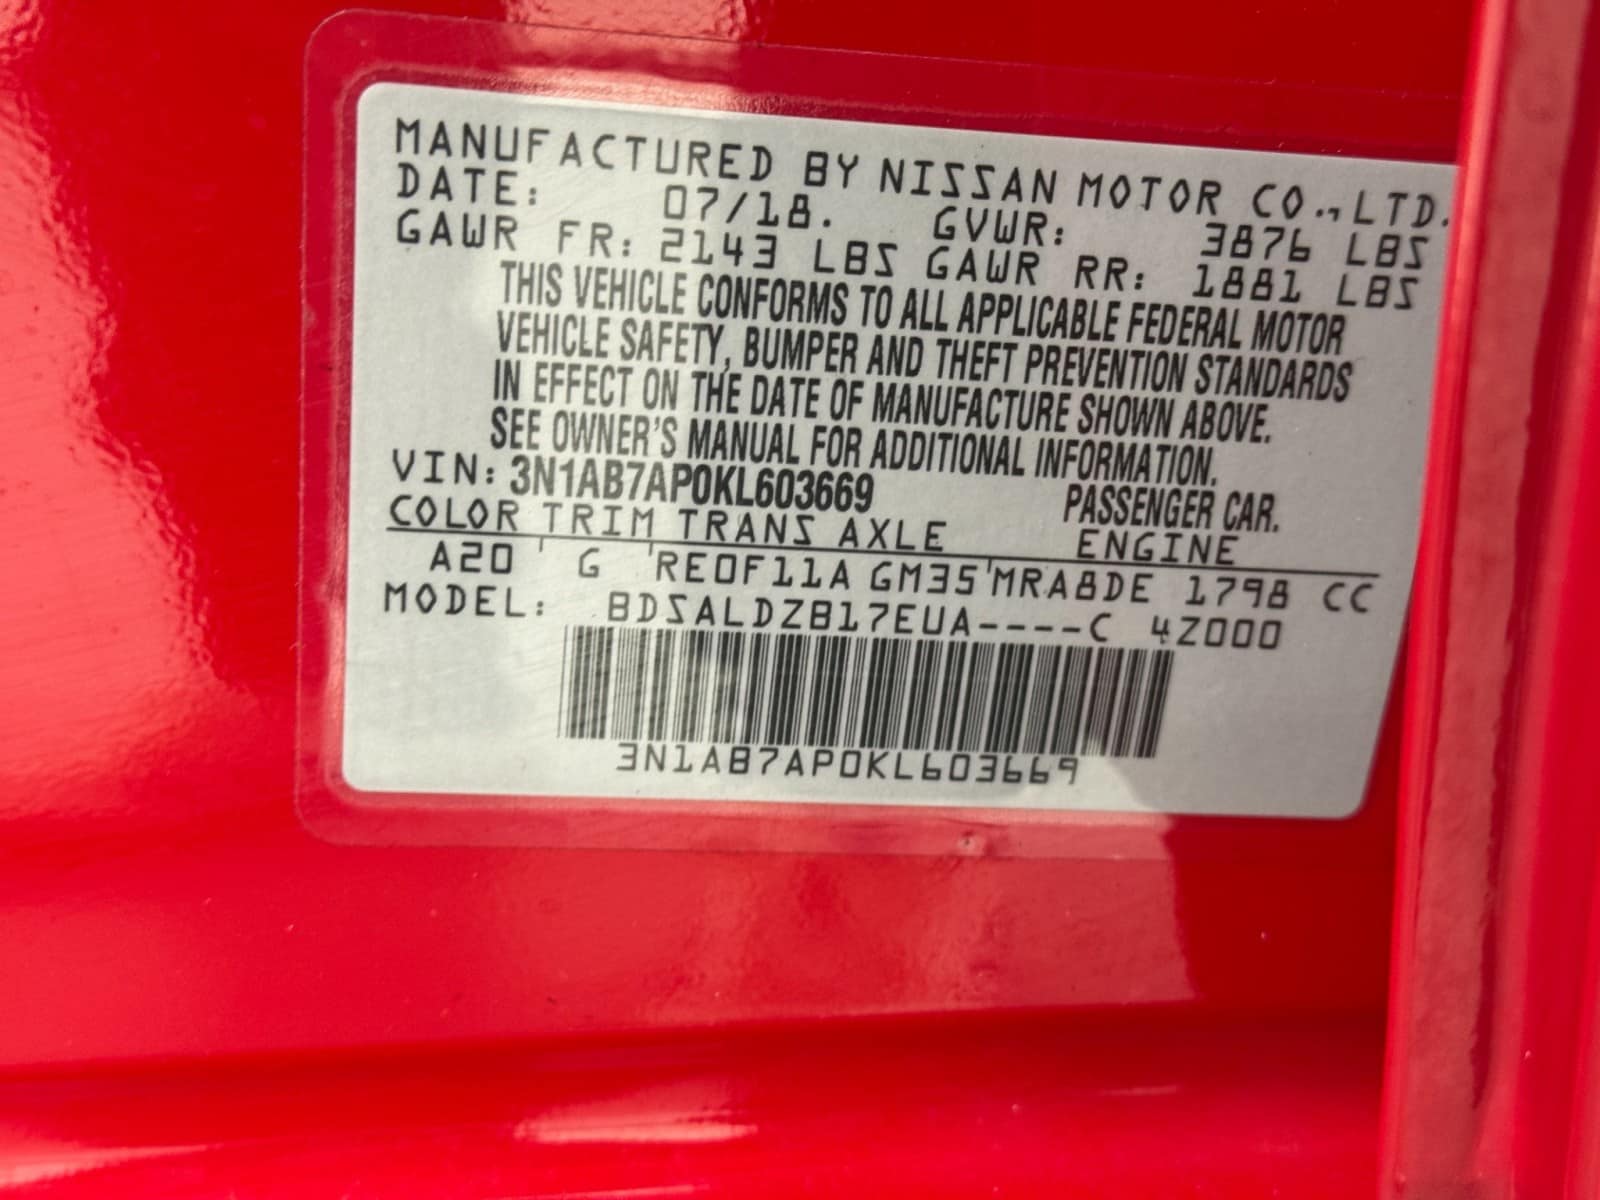 MANUFACTURED BY NISSAN MOTOR CO.,LTD.
DATE: 07/18. GVWR: 3876 LBS
GAWR FR: 2143 LBS GAWR RR: 1881 LBS
THIS VEHICLE CONFORMS TO ALL APPLICABLE FEDERAL MOTOR
VEHICLE SAFETY, BUMPER AND THEFT PREVENTION STANDARDS
IN EFFECT ON THE DATE OF MANUFACTURE SHOWN ABOVE.
SEE OWNER'S MANUAL FOR ADDITIONAL INFORMATION.
VIN: 3N1AB7AP0KL603669 PASSENGER CAR.
COLOR TRIM TRANS AXLE ENGINE
A20 G RE0F11A GM35 MRA8DE 1798 CC
MODEL: BDSALDZB17EUA----C 4Z000
3N1AB7AP0KL603669